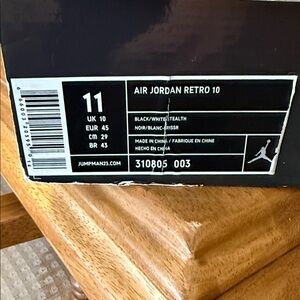 11
UK 10
EUR 45
CM 29
BR 43
JUMPMAN23.COM
AIR JORDAN RETRO 10
BLACK/WHITE STEALTH
NOIR/BLANC
MADE IN CHINA / FABRIQUE EN CHINE
HECHO EN CHINA
310805 003